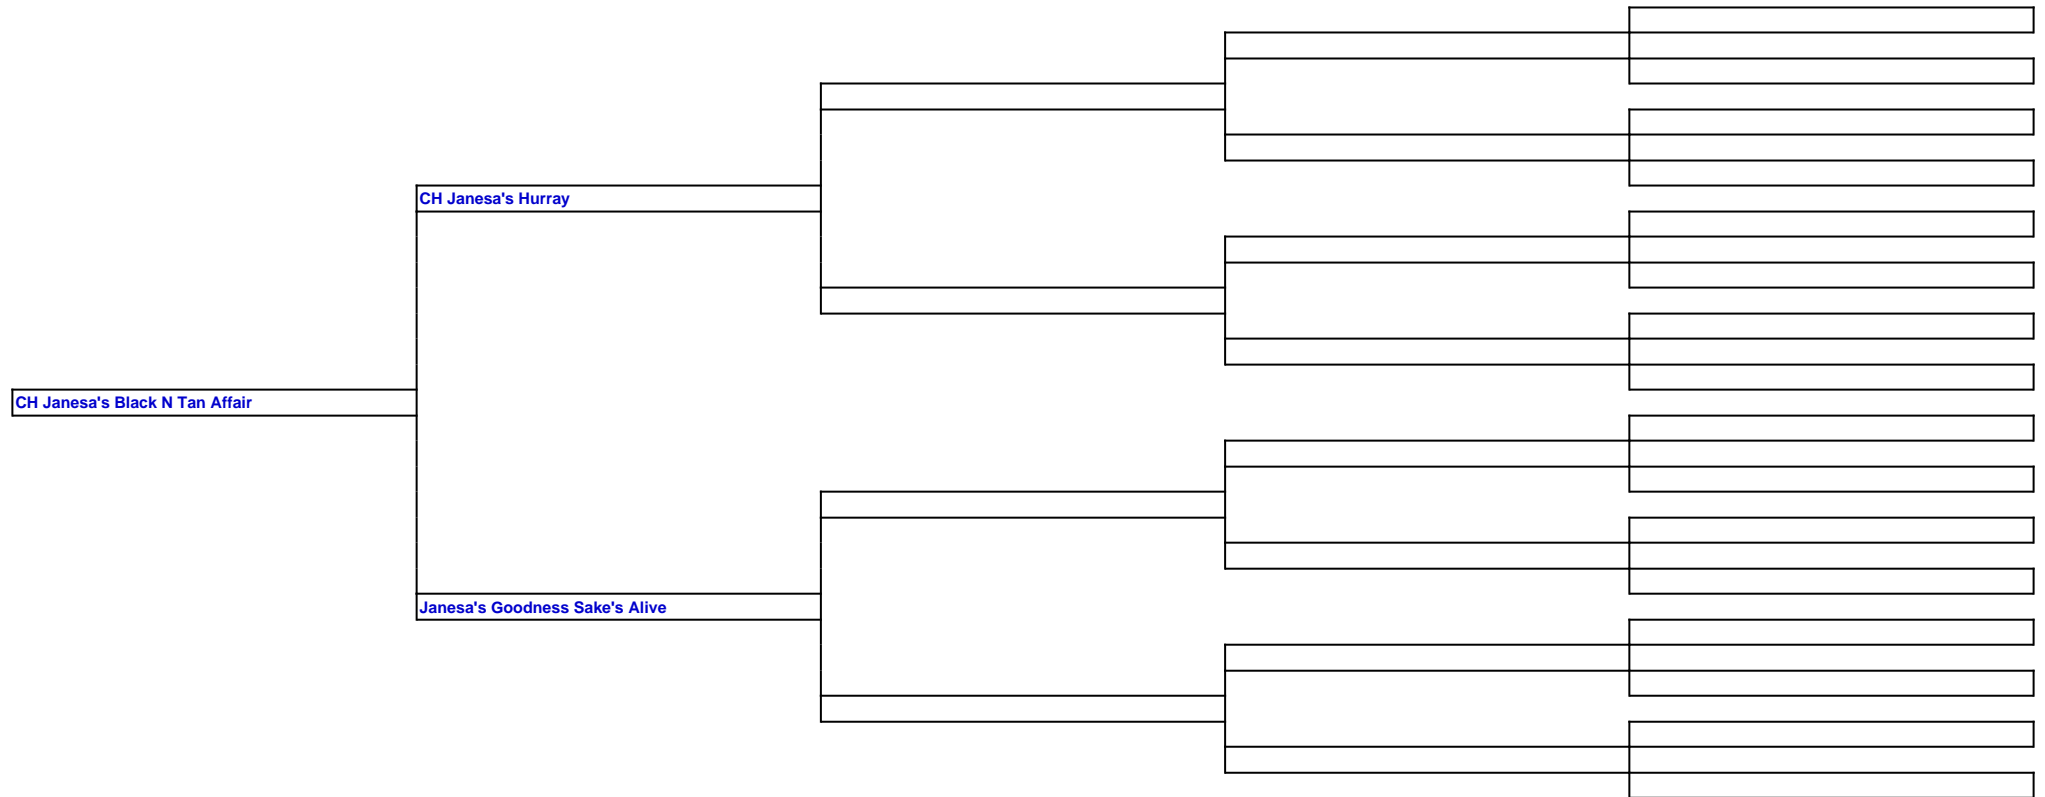 CH Janesa's Hurray
CH Janesa's Black N Tan Affair
Janesa's Goodness Sake's Alive